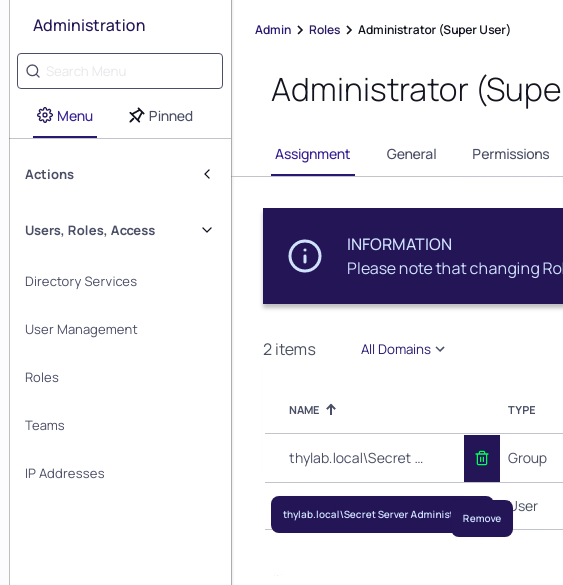 Administration
Search Menu
Menu
Pinned
Actions
Users, Roles, Access
Directory Services
User Management
Roles
Teams
IP Addresses
Admin > Roles > Administrator (Super User)
Administrator (Supe
Assignment
General
Permissions
INFORMATION
Please note that changing Rol
2 items
All Domains
NAME
TYPE
thylab.local\Secret ...
Group
User
thylab.local\Secret Server Administ
Remove